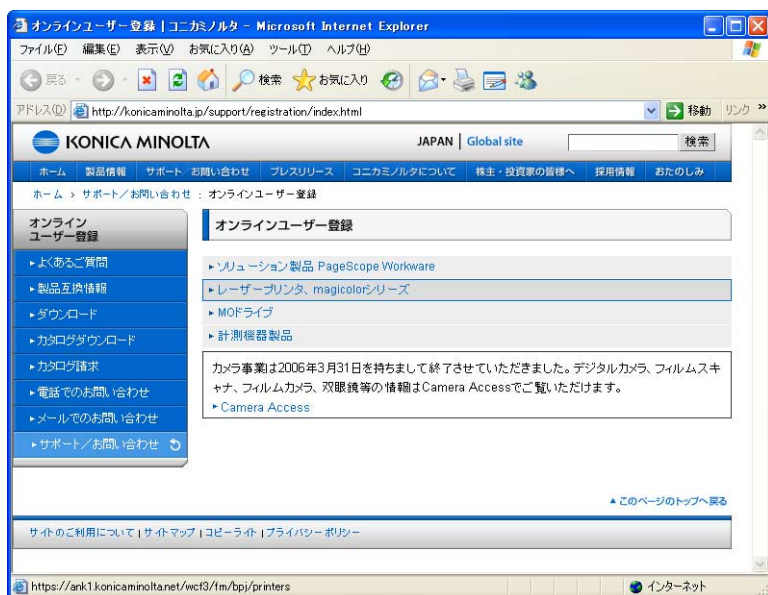 オンラインユーザー登録 | コニカミノルタ - Microsoft Internet Explorer
ファイル(F) 編集(E) 表示(V) お気に入り(A) ツール(T) ヘルプ(H)
戻る 検索 お気に入り
アドレス(D) http://konicaminolta.jp/support/registration/index.html 移動 リンク »
KONICA MINOLTA JAPAN | Global site 検索
ホーム 製品情報 サポート/お問い合わせ プレスリリース コニカミノルタについて 株主・投資家の皆様へ 採用情報 おたのしみ
ホーム > サポート/お問い合わせ : オンラインユーザー登録
オンライン
ユーザー登録
よくあるご質問
製品互換情報
ダウンロード
カタログダウンロード
カタログ請求
電話でのお問い合わせ
メールでのお問い合わせ
サポート/お問い合わせ
オンラインユーザー登録
ソリューション製品 PageScope Workware
レーザープリンタ、magicolorシリーズ
MOドライブ
計測機器製品
カメラ事業は2006年3月31日を持ちまして終了させていただきました。デジタルカメラ、フィルムスキ
ャナ、フィルムカメラ、双眼鏡等の情報はCamera Accessでご覧いただけます。
Camera Access
このページのトップへ戻る
サイトのご利用について | サイトマップ | コピーライト | プライバシーポリシー
https://ank1.konicaminolta.net/wcf3/fm/bpj/printers インターネット